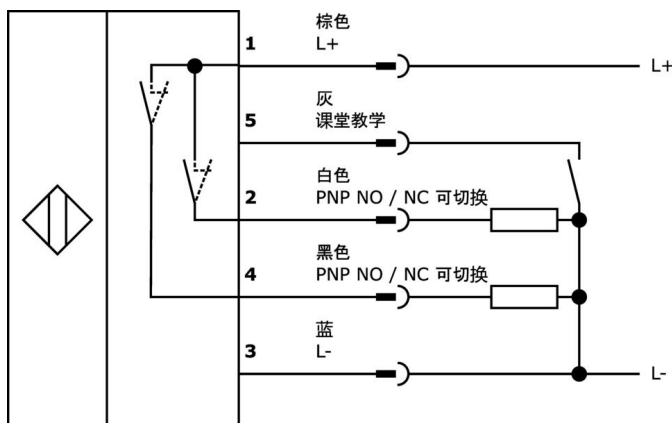 棕色
1 L+
L+
灰
5 课堂教学
白色
2 PNP NO / NC 可切换
黑色
4 PNP NO / NC 可切换
蓝
3 L-
L-